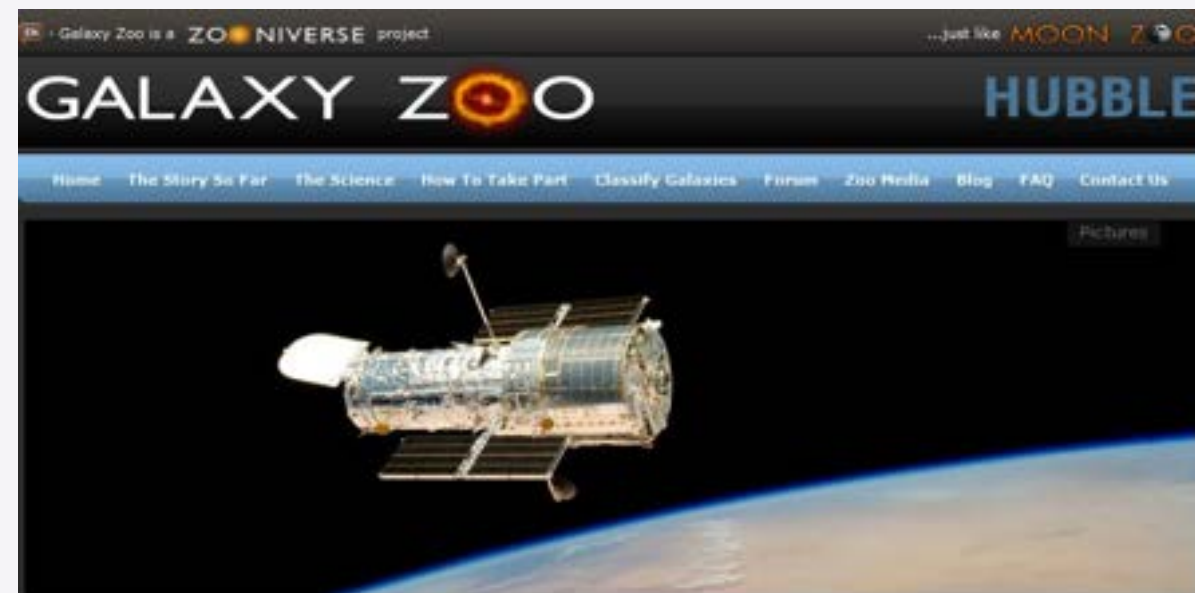 EN · Galaxy Zoo is a ZOONIVERSE project ...just like MOON ZOO
GALAXY ZOO HUBBLE
Home The Story So Far The Science How To Take Part Classify Galaxies Forum Zoo Media Blog FAQ Contact Us
Pictures